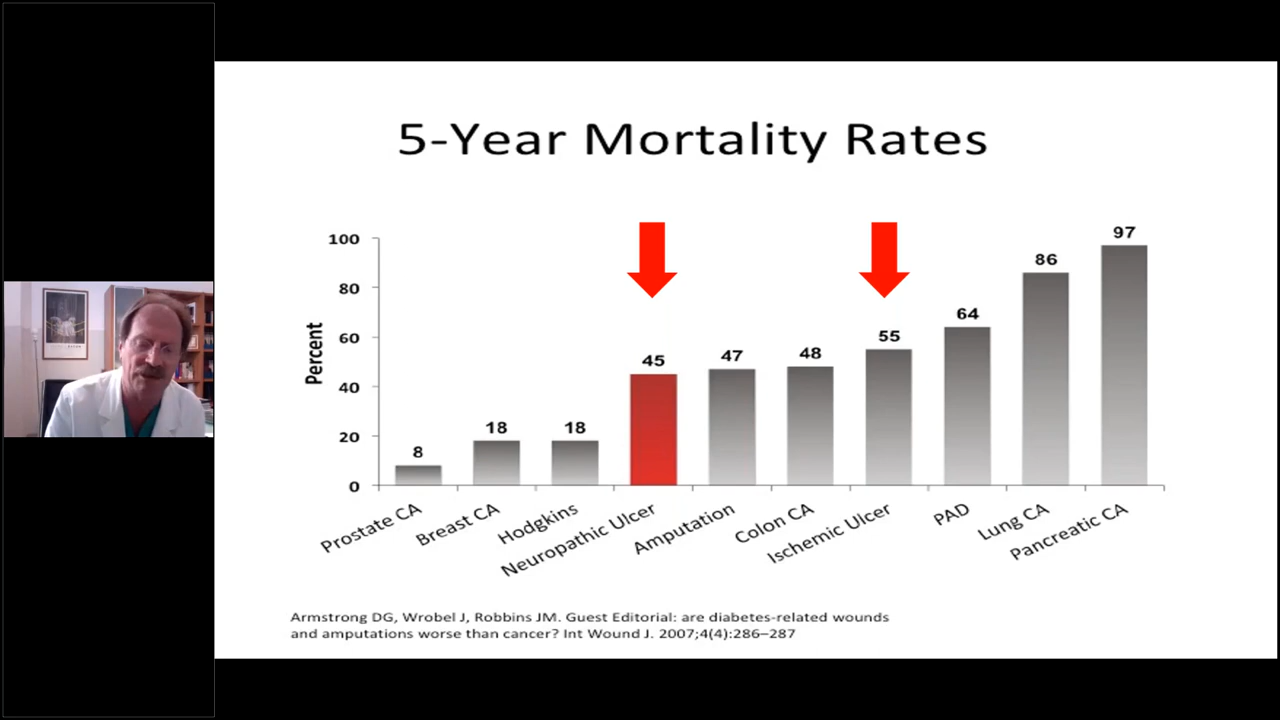 5-Year Mortality Rates
Percent
100
80
60
40
20
0
8
18
18
45
47
48
55
64
86
97
Prostate CA
Breast CA
Hodgkins
Neuropathic Ulcer
Amputation
Colon CA
Ischemic Ulcer
PAD
Lung CA
Pancreatic CA
Armstrong DG, Wrobel J, Robbins JM. Guest Editorial: are diabetes-related wounds
and amputations worse than cancer? Int Wound J. 2007;4(4):286–287